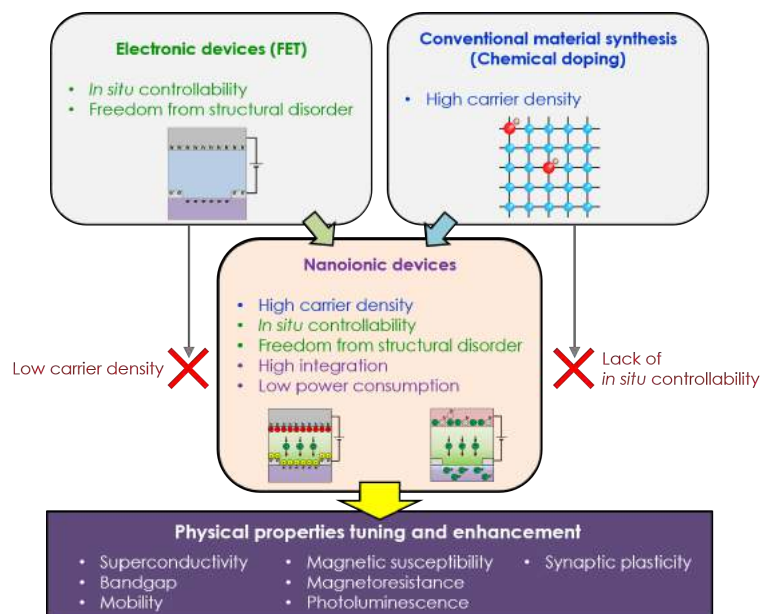 Electronic devices (FET)
• In situ controllability
• Freedom from structural disorder
Conventional material synthesis
(Chemical doping)
• High carrier density
Nanoionic devices
• High carrier density
• In situ controllability
• Freedom from structural disorder
• High integration
• Low power consumption
Low carrier density
Lack of
in situ controllability
Physical properties tuning and enhancement
• Superconductivity
• Bandgap
• Mobility
• Magnetic susceptibility
• Magnetoresistance
• Photoluminescence
• Synaptic plasticity